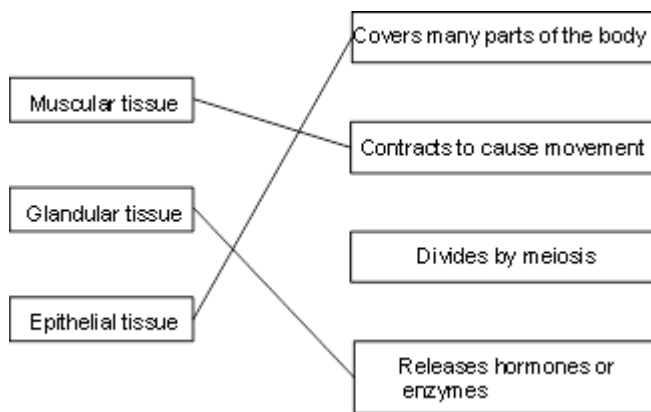 Muscular tissue
Glandular tissue
Epithelial tissue
Covers many parts of the body
Contracts to cause movement
Divides by meiosis
Releases hormones or
enzymes